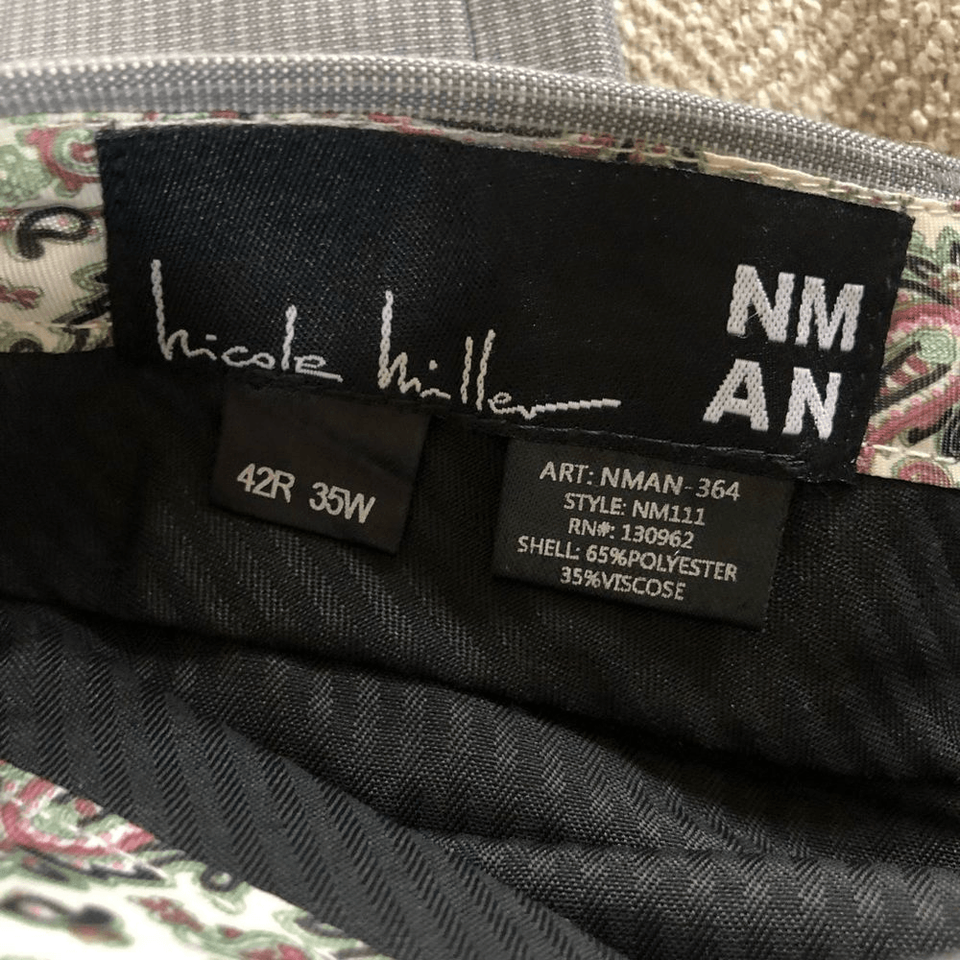 nicole miller
NM
AN
42R 35W
ART: NMAN-364
STYLE: NM111
RN#: 130962
SHELL: 65%POLYESTER
35%VISCOSE